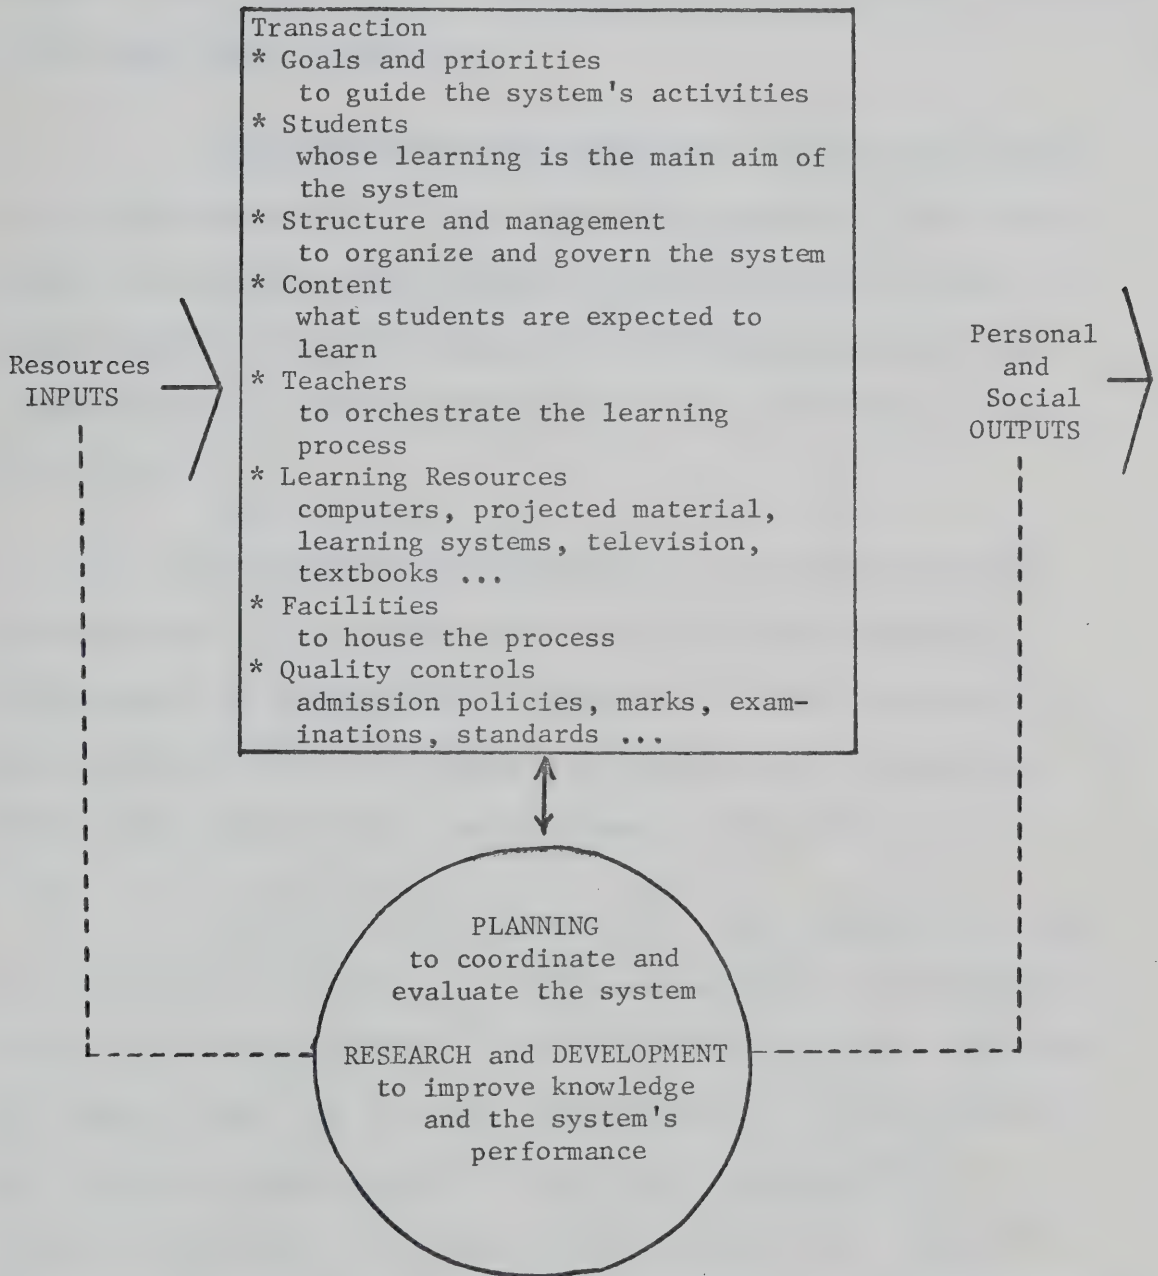 Transaction
* Goals and priorities
to guide the system's activities
* Students
whose learning is the main aim of
the system
* Structure and management
to organize and govern the system
* Content
what students are expected to
learn
* Teachers
to orchestrate the learning
process
* Learning Resources
computers, projected material,
learning systems, television,
textbooks ...
* Facilities
to house the process
* Quality controls
admission policies, marks, exam-
inations, standards ...
Resources
INPUTS
Personal
and
Social
OUTPUTS
PLANNING
to coordinate and
evaluate the system
RESEARCH and DEVELOPMENT
to improve knowledge
and the system's
performance